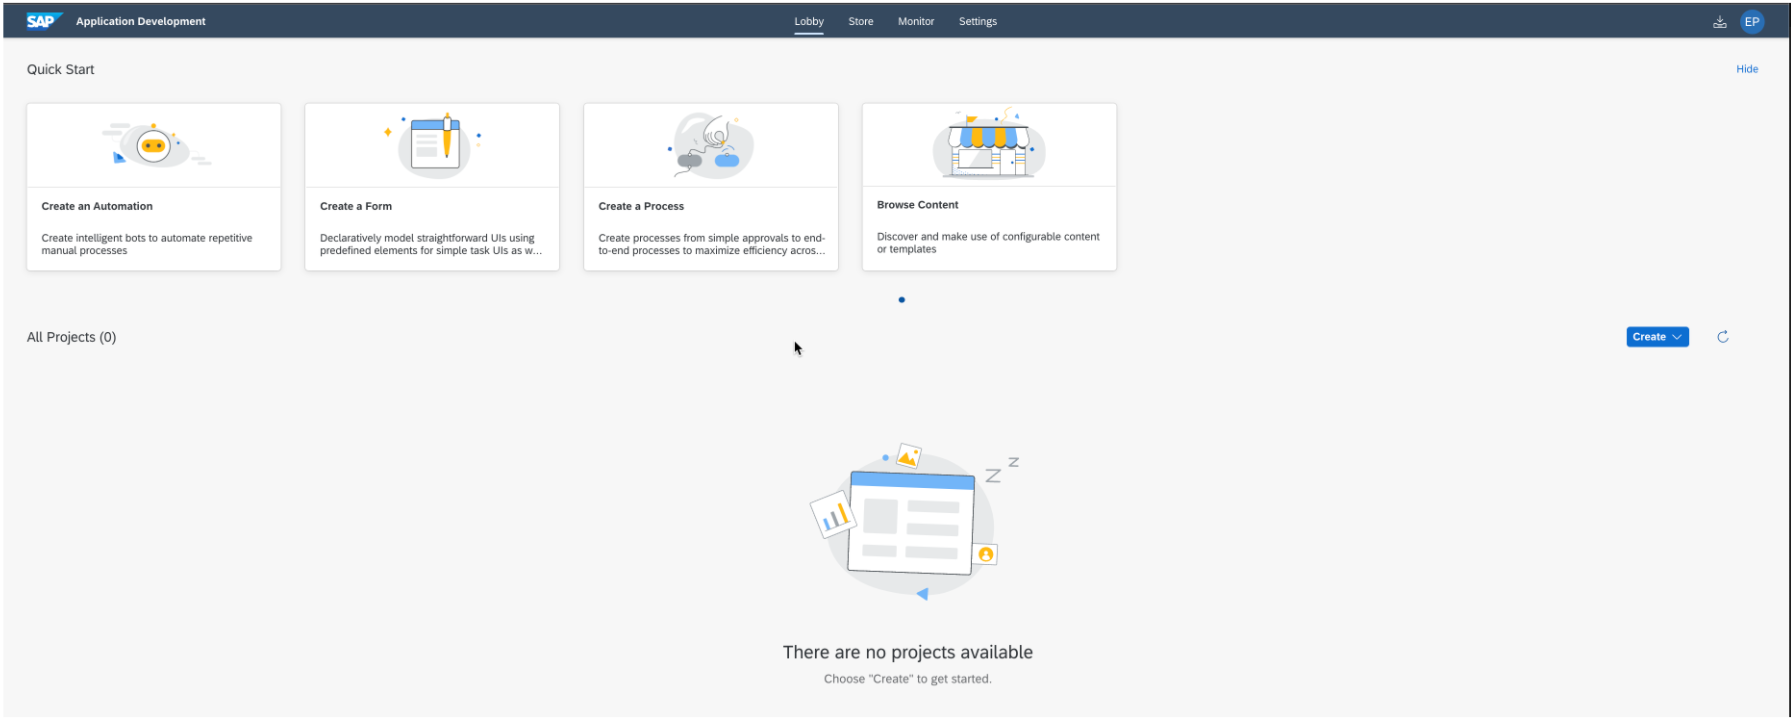 SAP Application Development Lobby Store Monitor Settings EP
Quick Start Hide
Create an Automation
Create intelligent bots to automate repetitive
manual processes
Create a Form
Declaratively model straightforward UIs using
predefined elements for simple task UIs as w...
Create a Process
Create processes from simple approvals to end-
to-end processes to maximize efficiency acros...
Browse Content
Discover and make use of configurable content
or templates
All Projects (0) Create
Z Z
There are no projects available
Choose "Create" to get started.